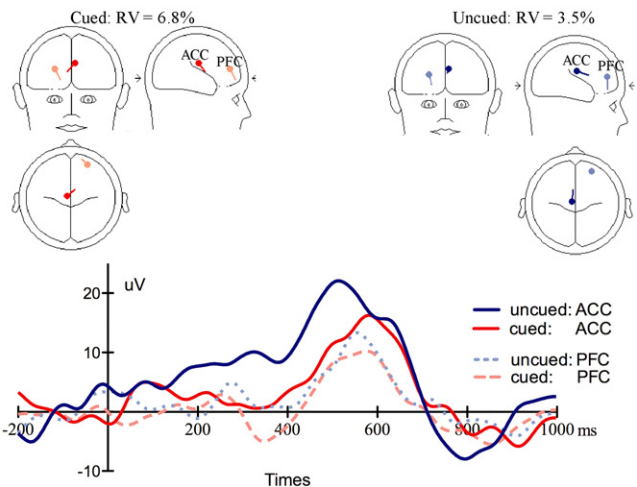 Cued: RV = 6.8%
Uncued: RV = 3.5%
ACC
PFC
ACC
PFC
uV
20
10
-200
200
400
600
800
1000 ms
-10
Times
uncued: ACC
cued: ACC
uncued: PFC
cued: PFC